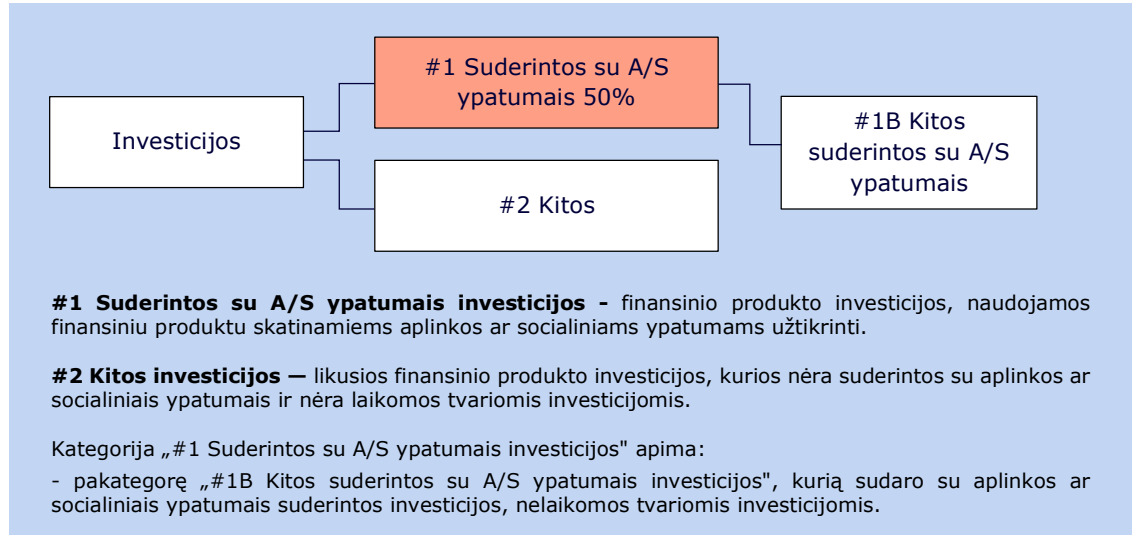 #1 Suderintos su A/S
ypatumais 50%
Investicijos
#1B Kitos
suderintos su A/S
ypatumais
#2 Kitos
#1 Suderintos su A/S ypatumais investicijos - finansinio produkto investicijos, naudojamos
finansiniu produktu skatinamiems aplinkos ar socialiniams ypatumams užtikrinti.
#2 Kitos investicijos — likusios finansinio produkto investicijos, kurios nėra suderintos su aplinkos ar
socialiniais ypatumais ir nėra laikomos tvariomis investicijomis.
Kategorija „#1 Suderintos su A/S ypatumais investicijos" apima:
- pakategorę „#1B Kitos suderintos su A/S ypatumais investicijos", kurią sudaro su aplinkos ar
socialiniais ypatumais suderintos investicijos, nelaikomos tvariomis investicijomis.